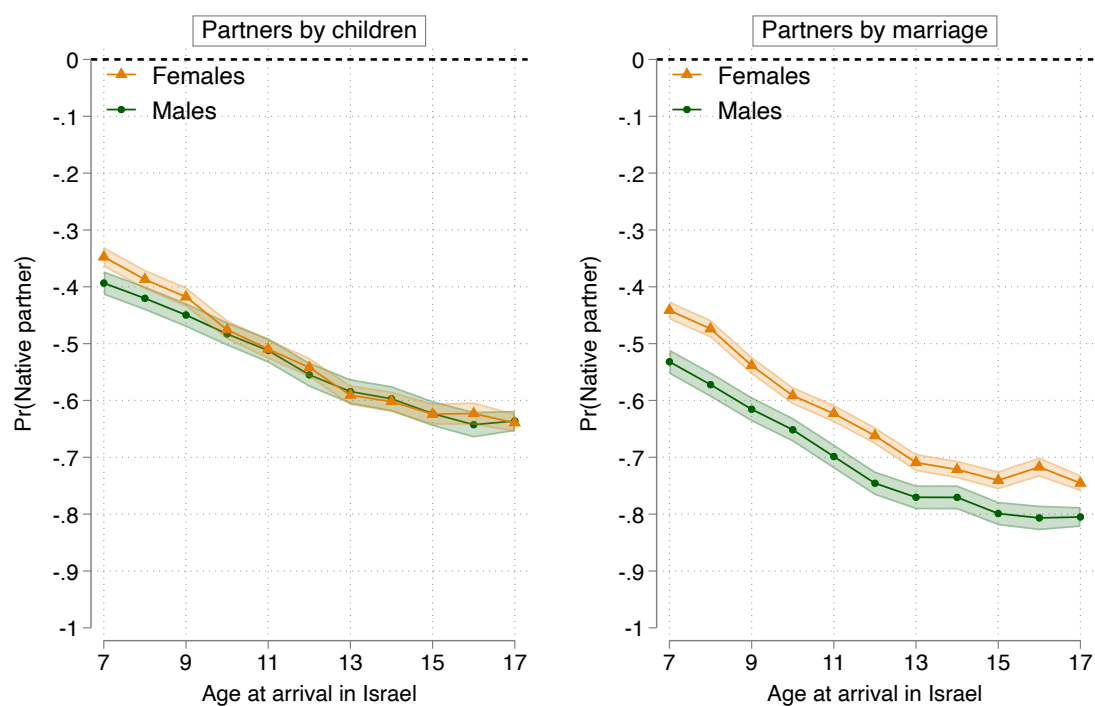 Partners by children
0
-.1
-.2
-.3
-.4
-.5
-.6
-.7
-.8
-.9
-1
Pr(Native partner)
Females
Males
7 9 11 13 15 17
Age at arrival in Israel
Partners by marriage
0
-.1
-.2
-.3
-.4
-.5
-.6
-.7
-.8
-.9
-1
Pr(Native partner)
Females
Males
7 9 11 13 15 17
Age at arrival in Israel